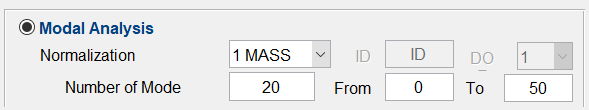 Modal Analysis
Normalization 1 MASS ID ID DO 1
Number of Mode 20 From 0 To 50